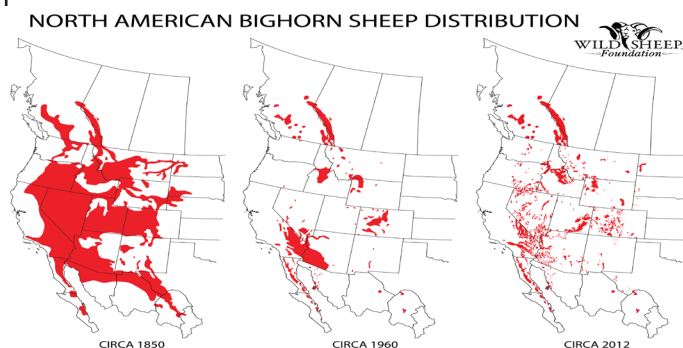 NORTH AMERICAN BIGHORN SHEEP DISTRIBUTION
WILD SHEEP
Foundation
CIRCA 1850
CIRCA 1960
CIRCA 2012